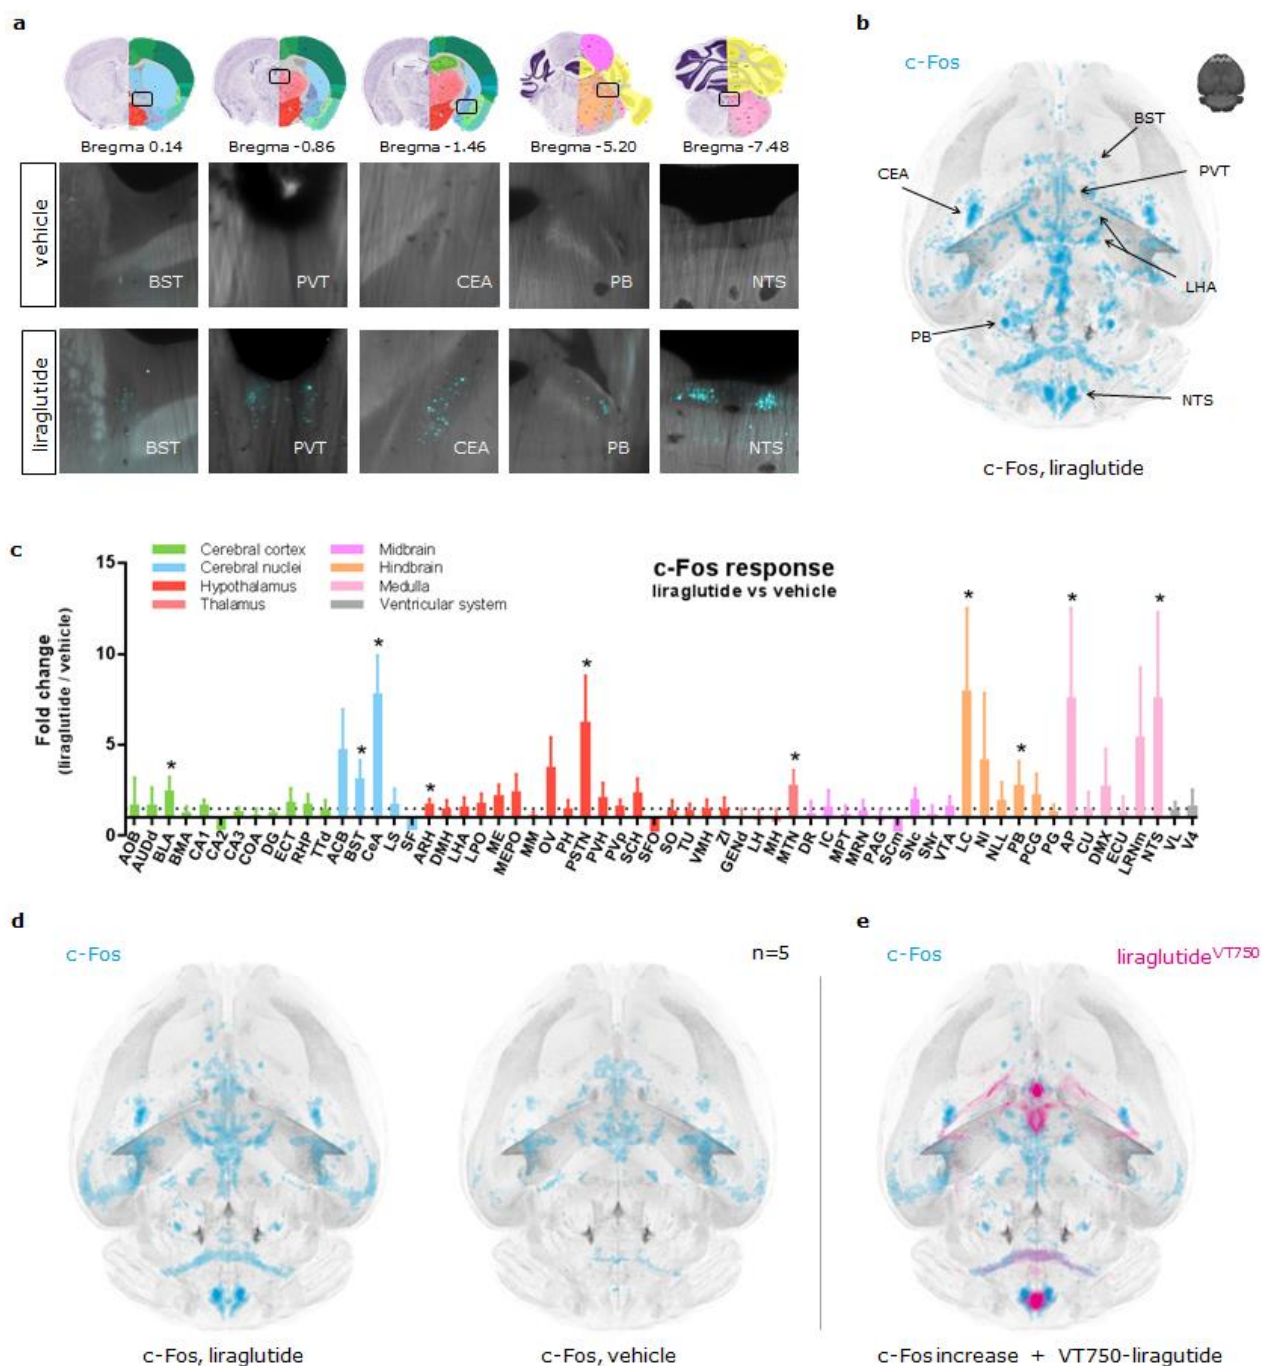 a
Bregma 0.14
Bregma -0.86
Bregma -1.46
Bregma -5.20
Bregma -7.48
vehicle
BST
PVT
CEA
PB
NTS
liraglutide
BST
PVT
CEA
PB
NTS
b
c-Fos
BST
CEA
PVT
LHA
PB
NTS
c-Fos, liraglutide
c
Cerebral cortex
Cerebral nuclei
Hypothalamus
Thalamus
Midbrain
Hindbrain
Medulla
Ventricular system
c-Fos response
liraglutide vs vehicle
Fold change
(liraglutide / vehicle)
15
10
5
0
* * * * * * * * * *
AOB AUDd BLA BMA CA1 CA2 CA3 COA DG ECT RHP TTd ACB BST CeA LS SF ARH DMH LHA LPO ME MEPO MM OV PH PSTN PVH PVp SCH SFO SO TU VMH ZI GENd LH MH MTN DR IC MPT MRN PAG SCm SNc SNr VTA LC NI NLL PB PCG PG AP CU DMX ECU LRNm NTS VL V4
d
c-Fos
n=5
c-Fos, liraglutide
c-Fos, vehicle
e
c-Fos
liraglutideVT750
c-Fos increase + VT750-liragutide